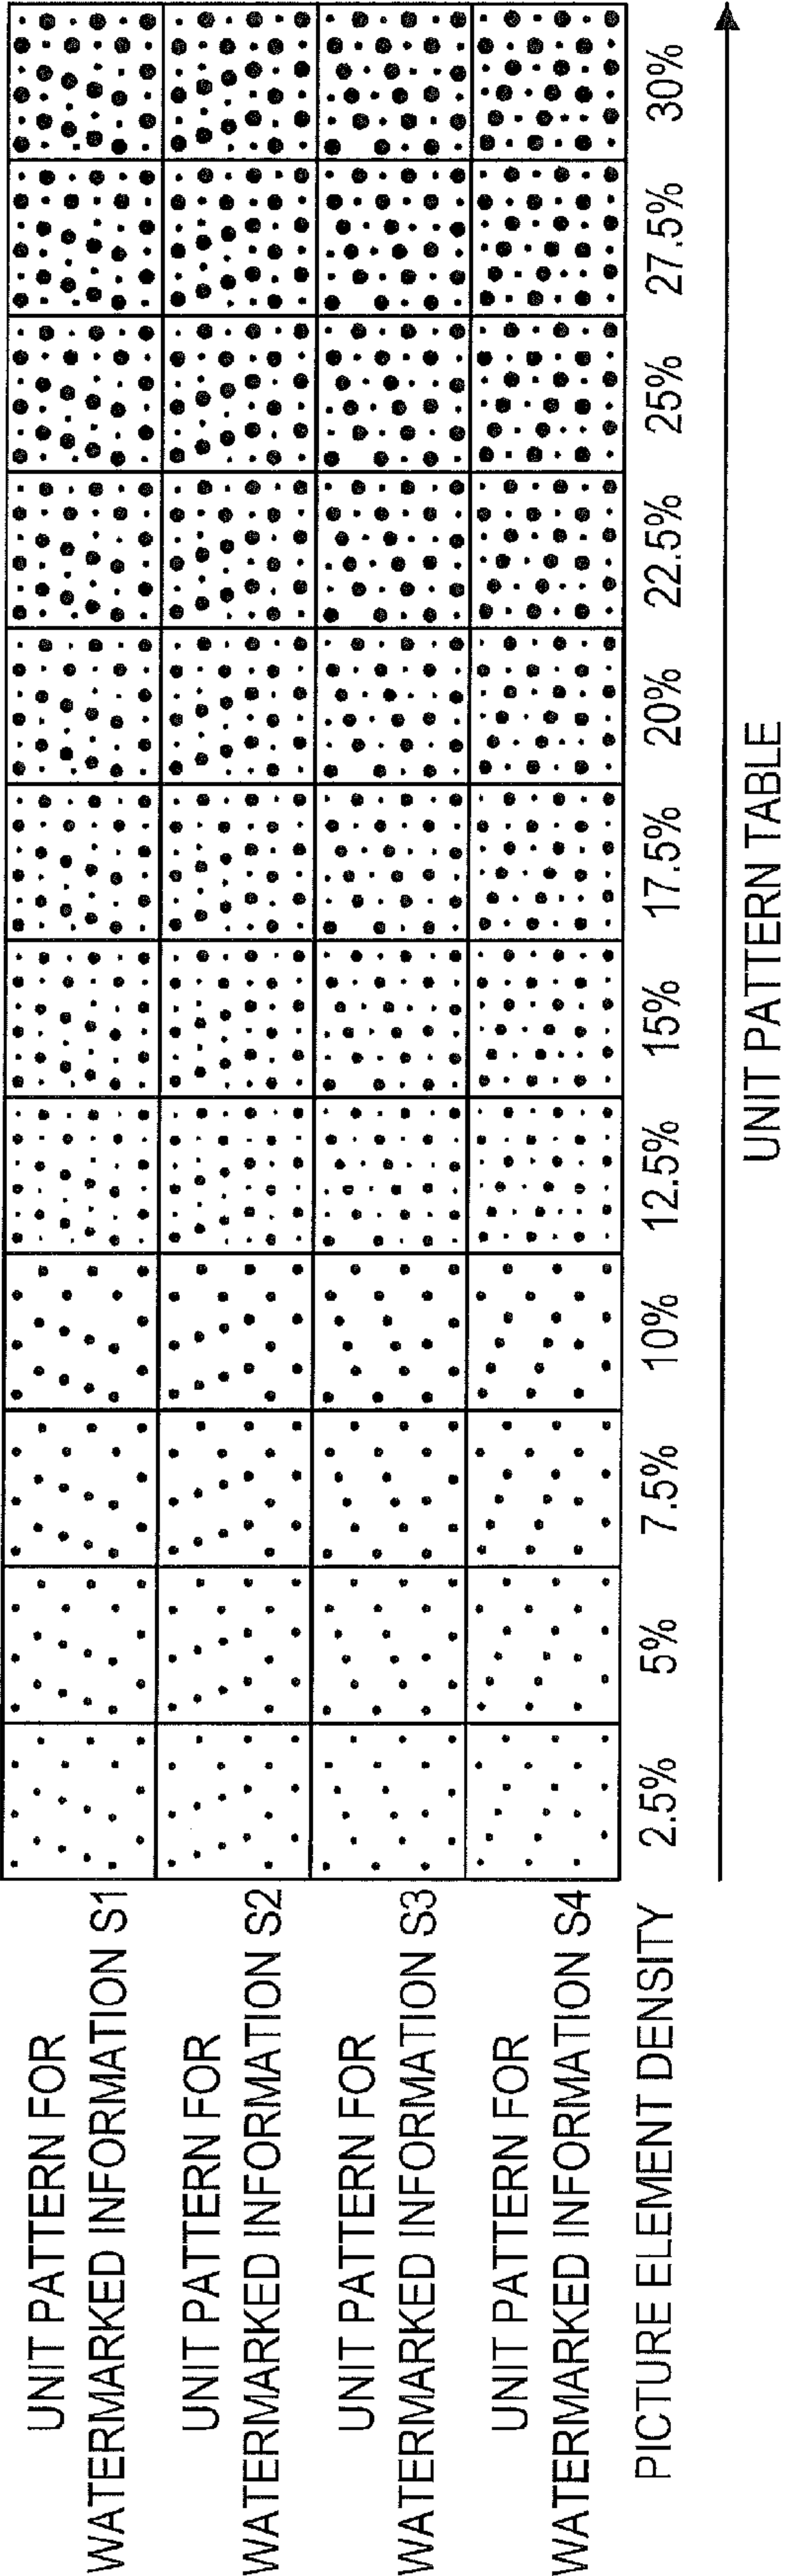 UNIT PATTERN FOR
WATERMARKED INFORMATION S1
UNIT PATTERN FOR
WATERMARKED INFORMATION S2
UNIT PATTERN FOR
WATERMARKED INFORMATION S3
UNIT PATTERN FOR
WATERMARKED INFORMATION S4
PICTURE ELEMENT DENSITY 2.5% 5% 7.5% 10% 12.5% 15% 17.5% 20% 22.5% 25% 27.5% 30%
UNIT PATTERN TABLE